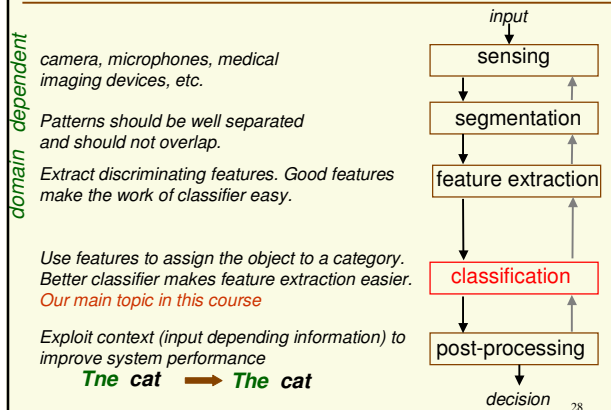 input
domain dependent
camera, microphones, medical
imaging devices, etc.
sensing
Patterns should be well separated
and should not overlap.
segmentation
Extract discriminating features. Good features
make the work of classifier easy.
feature extraction
Use features to assign the object to a category.
Better classifier makes feature extraction easier.
Our main topic in this course
classification
Exploit context (input depending information) to
improve system performance
post-processing
Tne cat The cat
decision
28